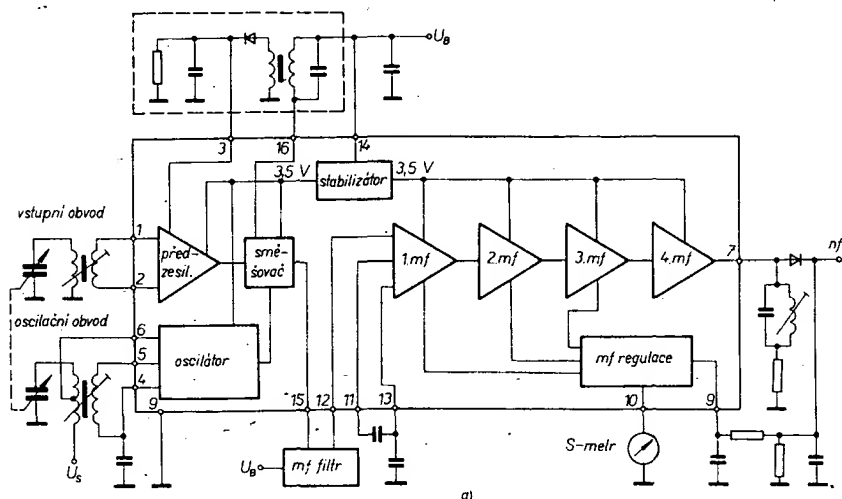 U_B
3
16
14
3,5 V
stabilizátor
3,5 V
vstupní obvod
1
2
před-
zesil.
smě-
šovač
1.mf
2.mf
3.mf
4.mf
7
nf
oscilační obvod
6
5
4
oscilátor
mf regulace
9
15
12
11
13
10
9
U_s
U_B
mf filtr
S-metr
a)